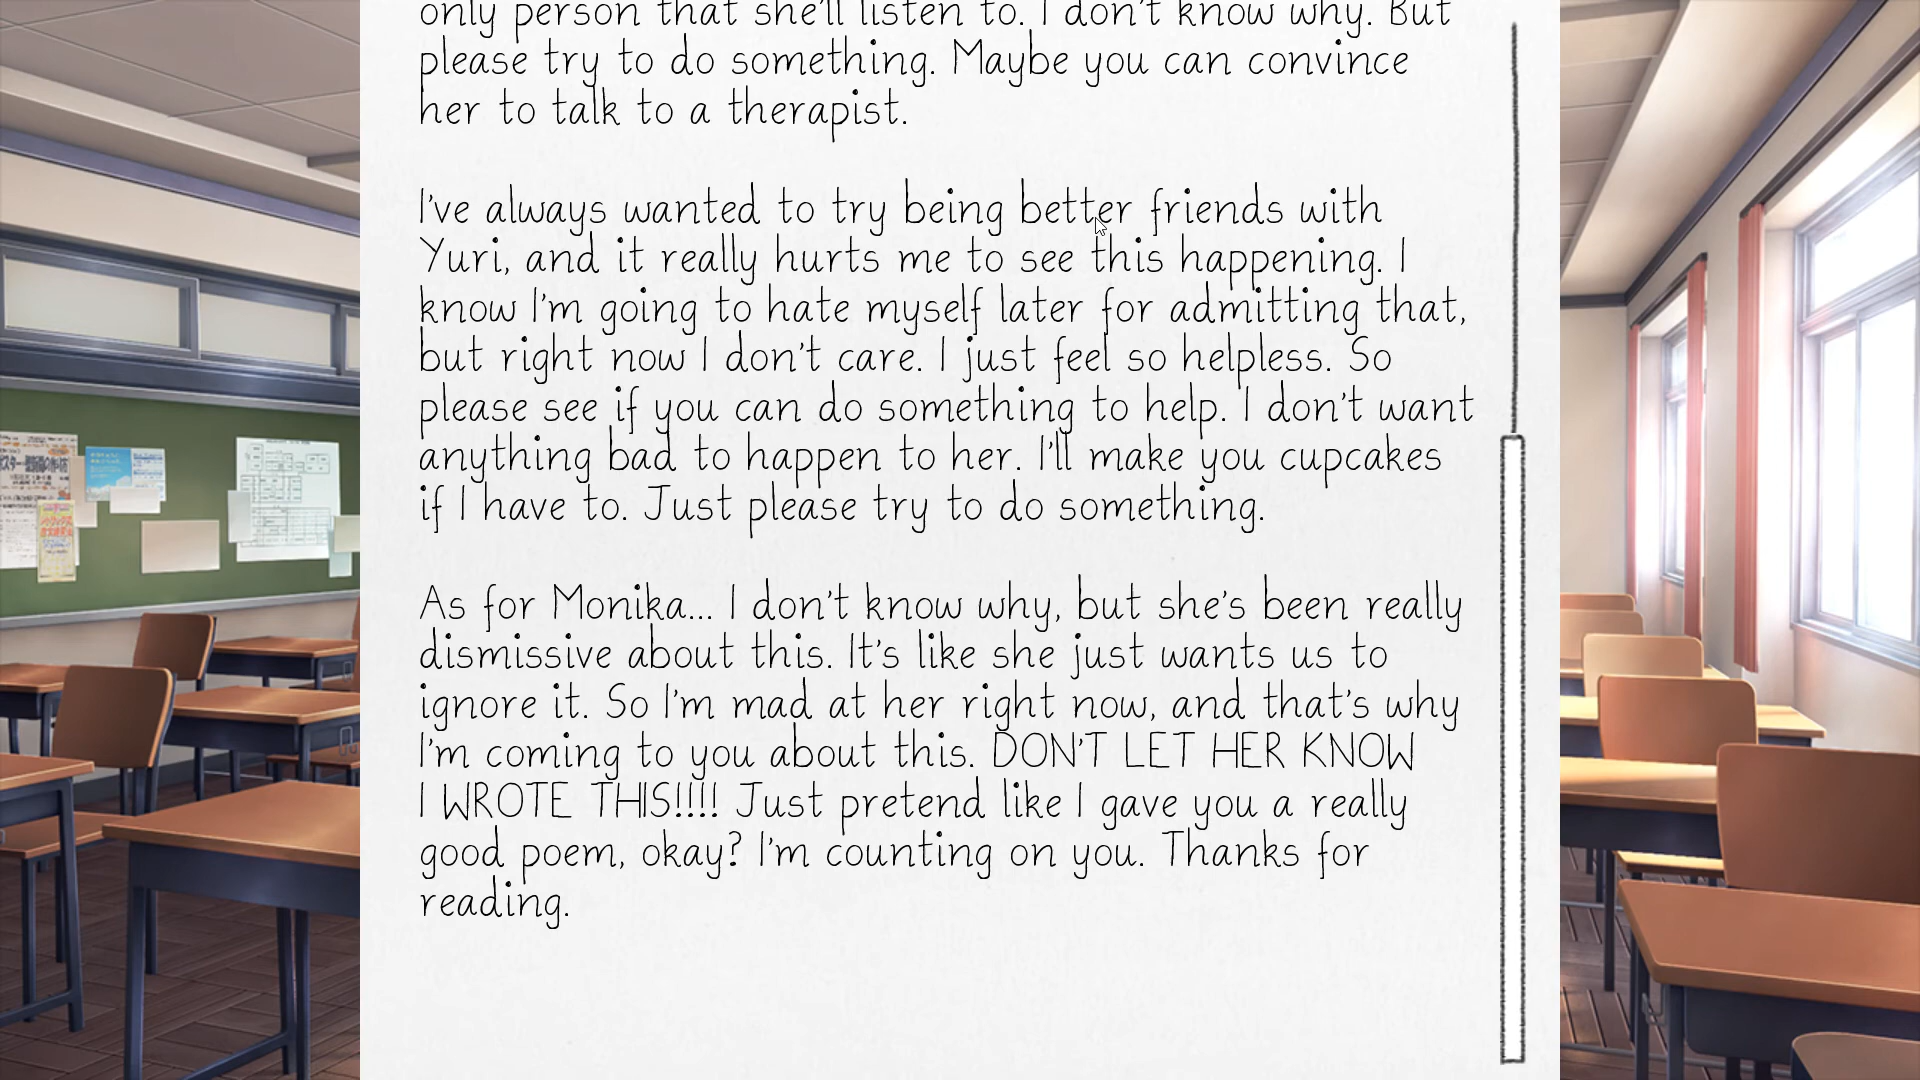 only person that she'll listen to. I don't know why. But
please try to do something. Maybe you can convince
her to talk to a therapist.
I've always wanted to try being better friends with
Yuri, and it really hurts me to see this happening. I
know I'm going to hate myself later for admitting that,
but right now I don't care. I just feel so helpless. So
please see if you can do something to help. I don't want
anything bad to happen to her. I'll make you cupcakes
if I have to. Just please try to do something.
As for Monika... I don't know why, but she's been really
dismissive about this. It's like she just wants us to
ignore it. So I'm mad at her right now, and that's why
I'm coming to you about this. DON'T LET HER KNOW
I WROTE THIS!!!! Just pretend like I gave you a really
good poem, okay? I'm counting on you. Thanks for
reading.